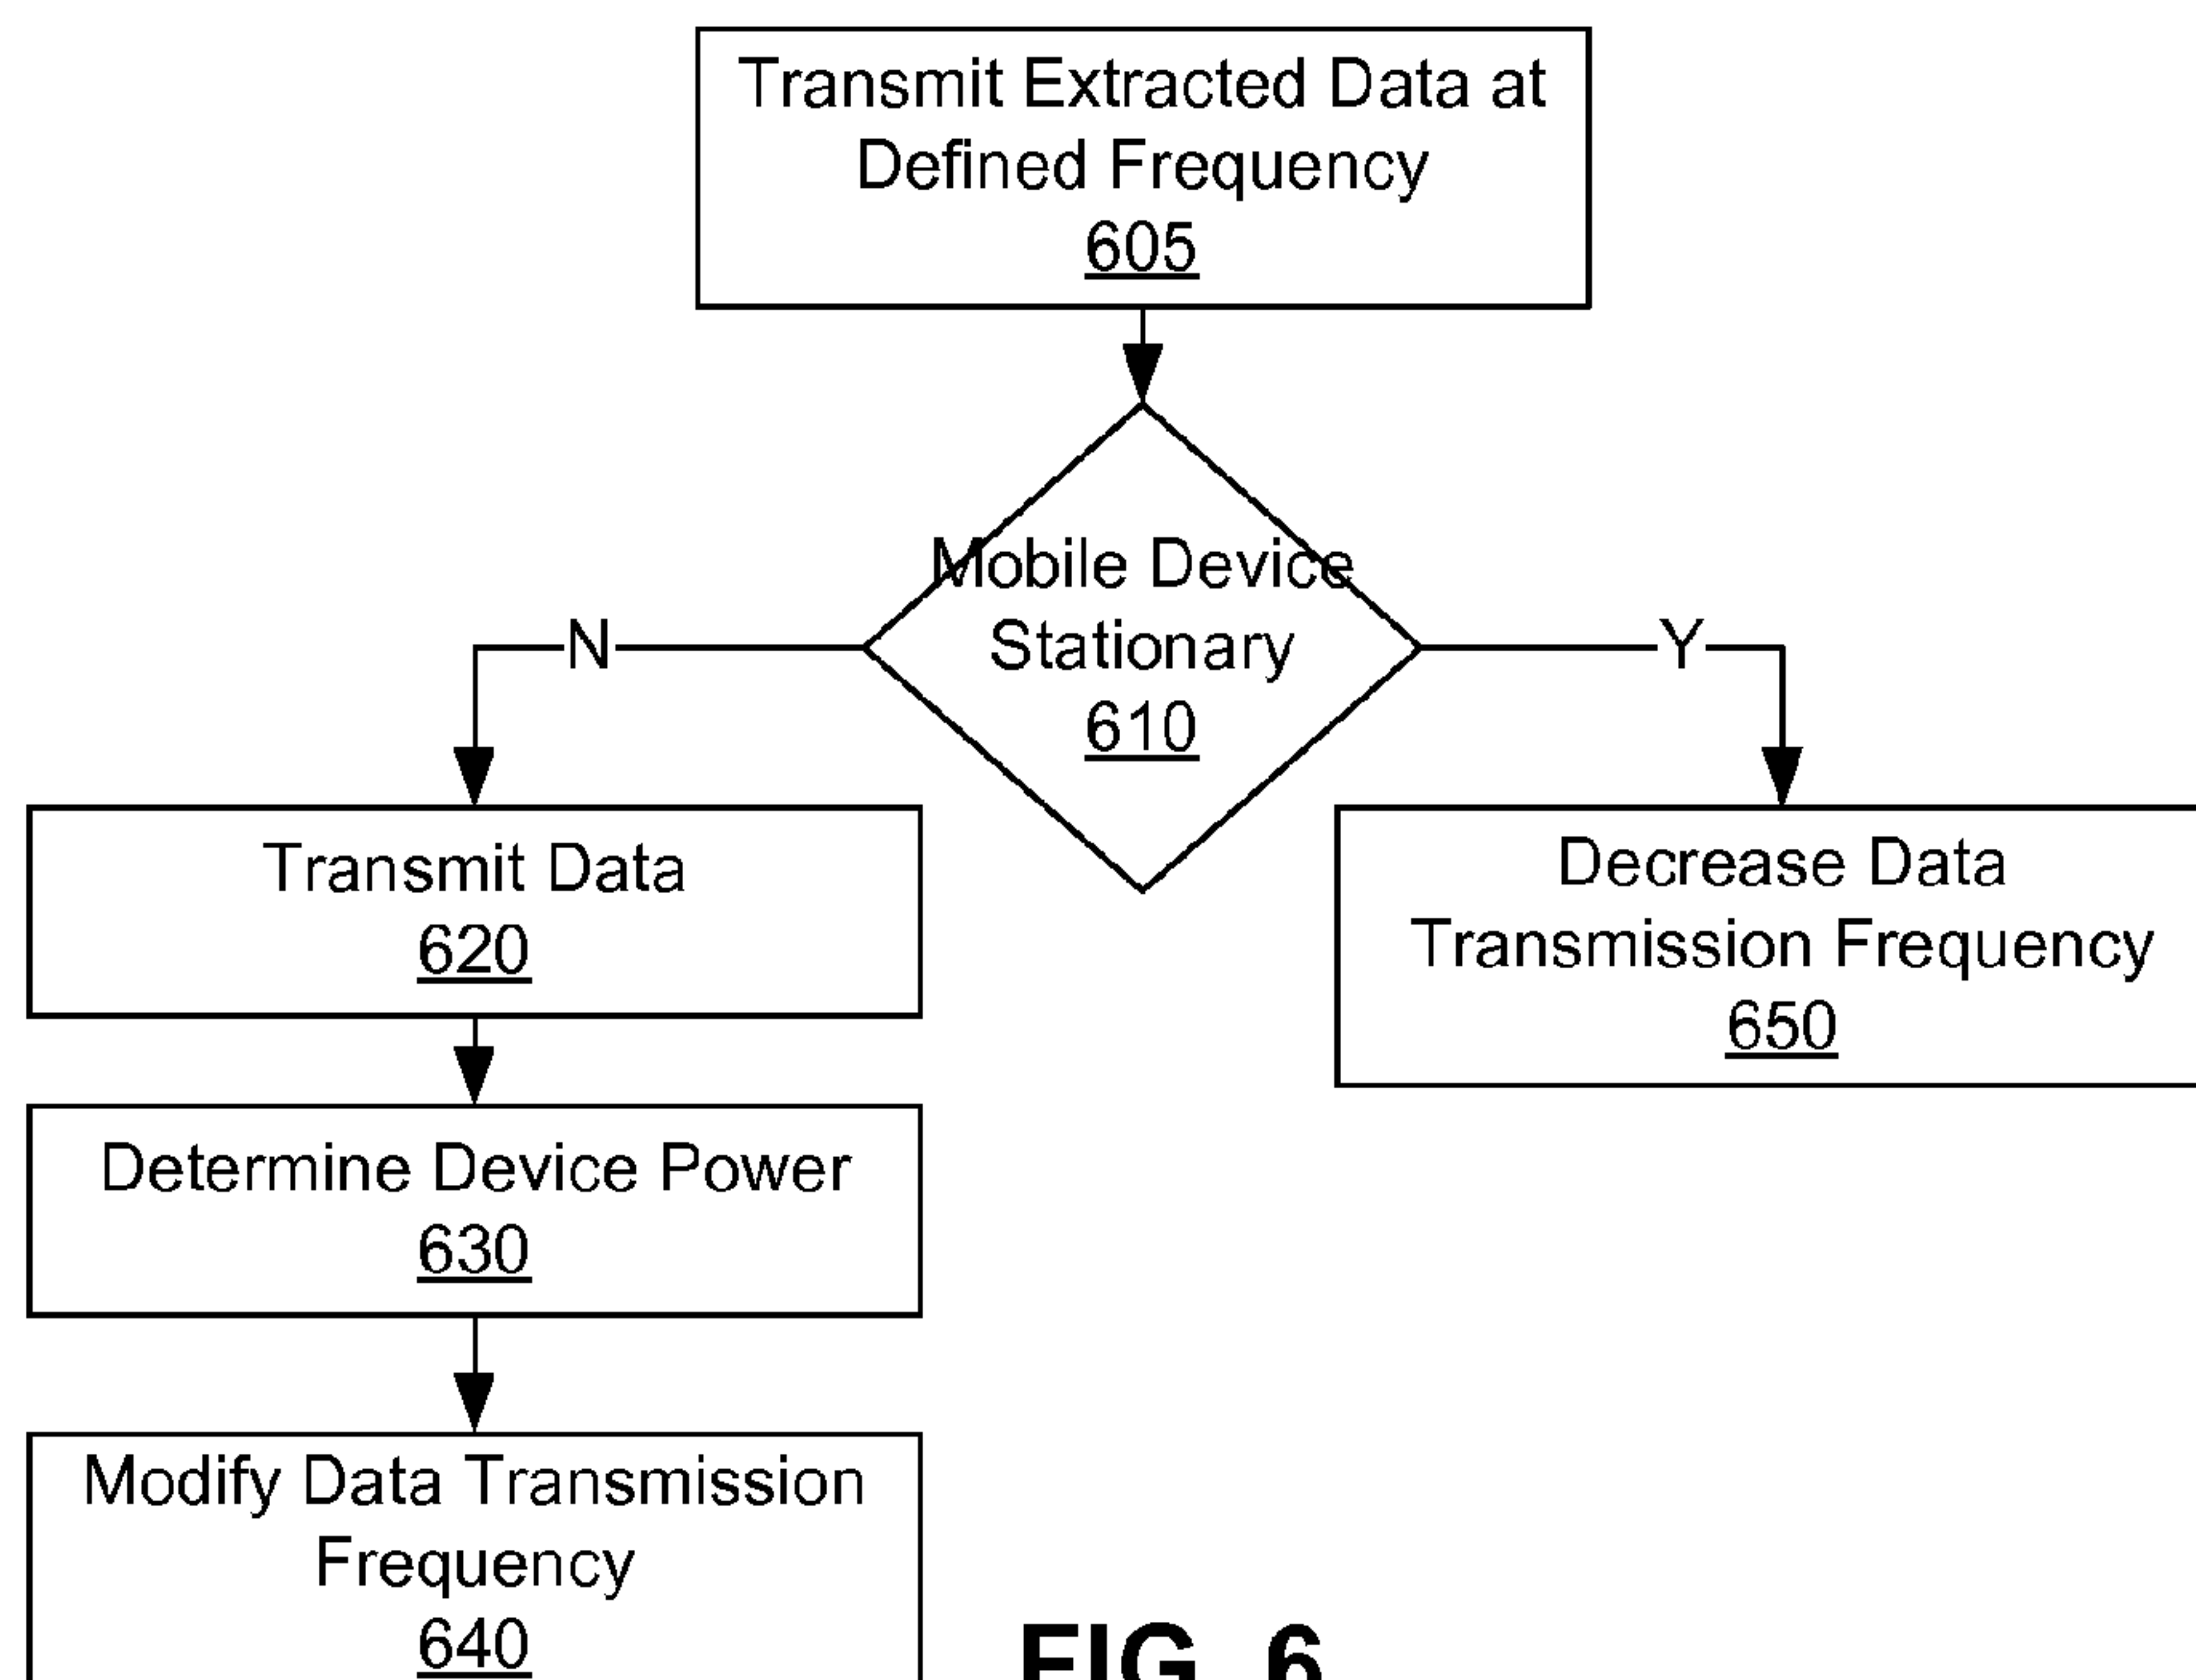 Transmit Extracted Data at
Defined Frequency
605
Mobile Device
Stationary
610
N
Y
Transmit Data
620
Decrease Data
Transmission Frequency
650
Determine Device Power
630
Modify Data Transmission
Frequency
640
FIG. 6